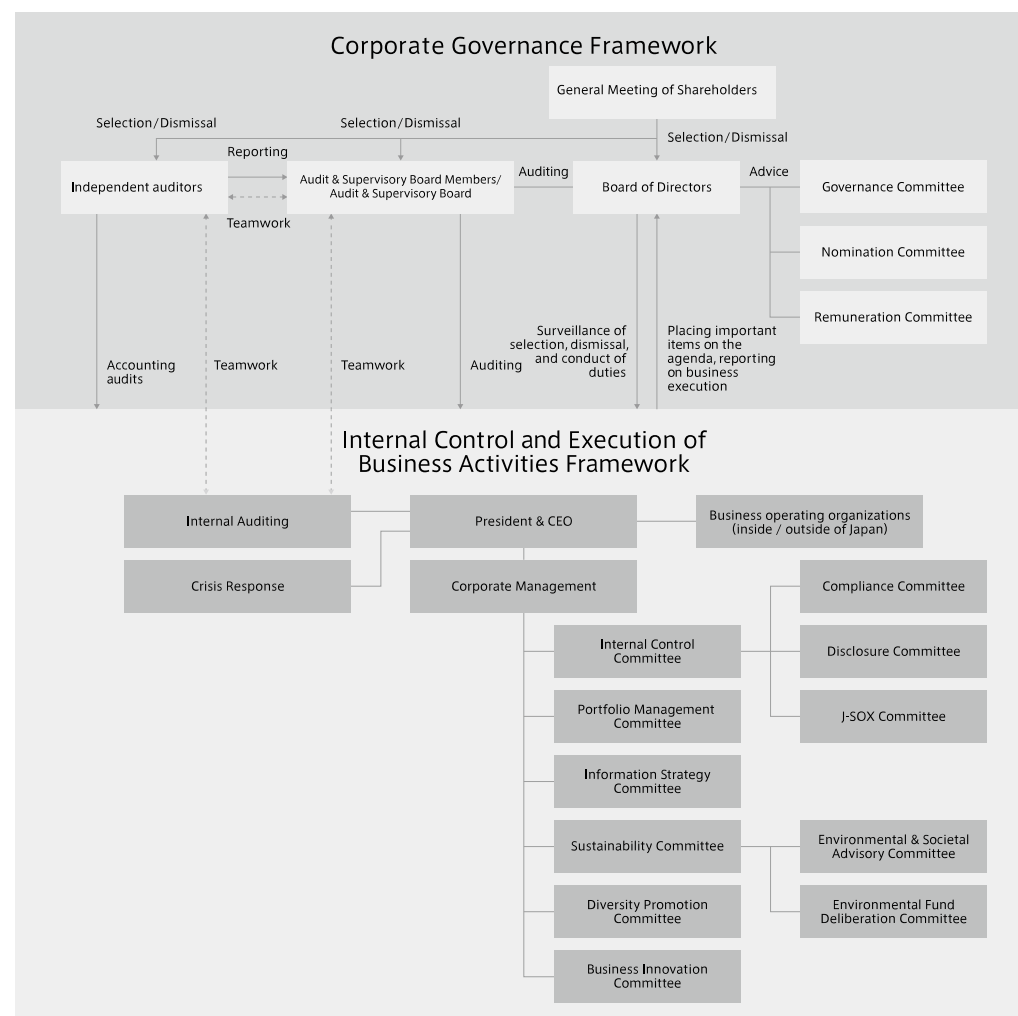 Corporate Governance Framework
General Meeting of Shareholders
Selection/Dismissal
Selection/Dismissal
Selection/Dismissal
Reporting
Independent auditors
Audit & Supervisory Board Members/
Audit & Supervisory Board
Auditing
Board of Directors
Advice
Governance Committee
Teamwork
Nomination Committee
Remuneration Committee
Accounting
audits
Teamwork
Teamwork
Auditing
Surveillance of
selection, dismissal,
and conduct of
duties
Placing important
items on the
agenda, reporting
on business
execution
Internal Control and Execution of
Business Activities Framework
Internal Auditing
President & CEO
Business operating organizations
(inside / outside of Japan)
Crisis Response
Corporate Management
Compliance Committee
Internal Control
Committee
Disclosure Committee
Portfolio Management
Committee
J-SOX Committee
Information Strategy
Committee
Sustainability Committee
Environmental & Societal
Advisory Committee
Diversity Promotion
Committee
Environmental Fund
Deliberation Committee
Business Innovation
Committee